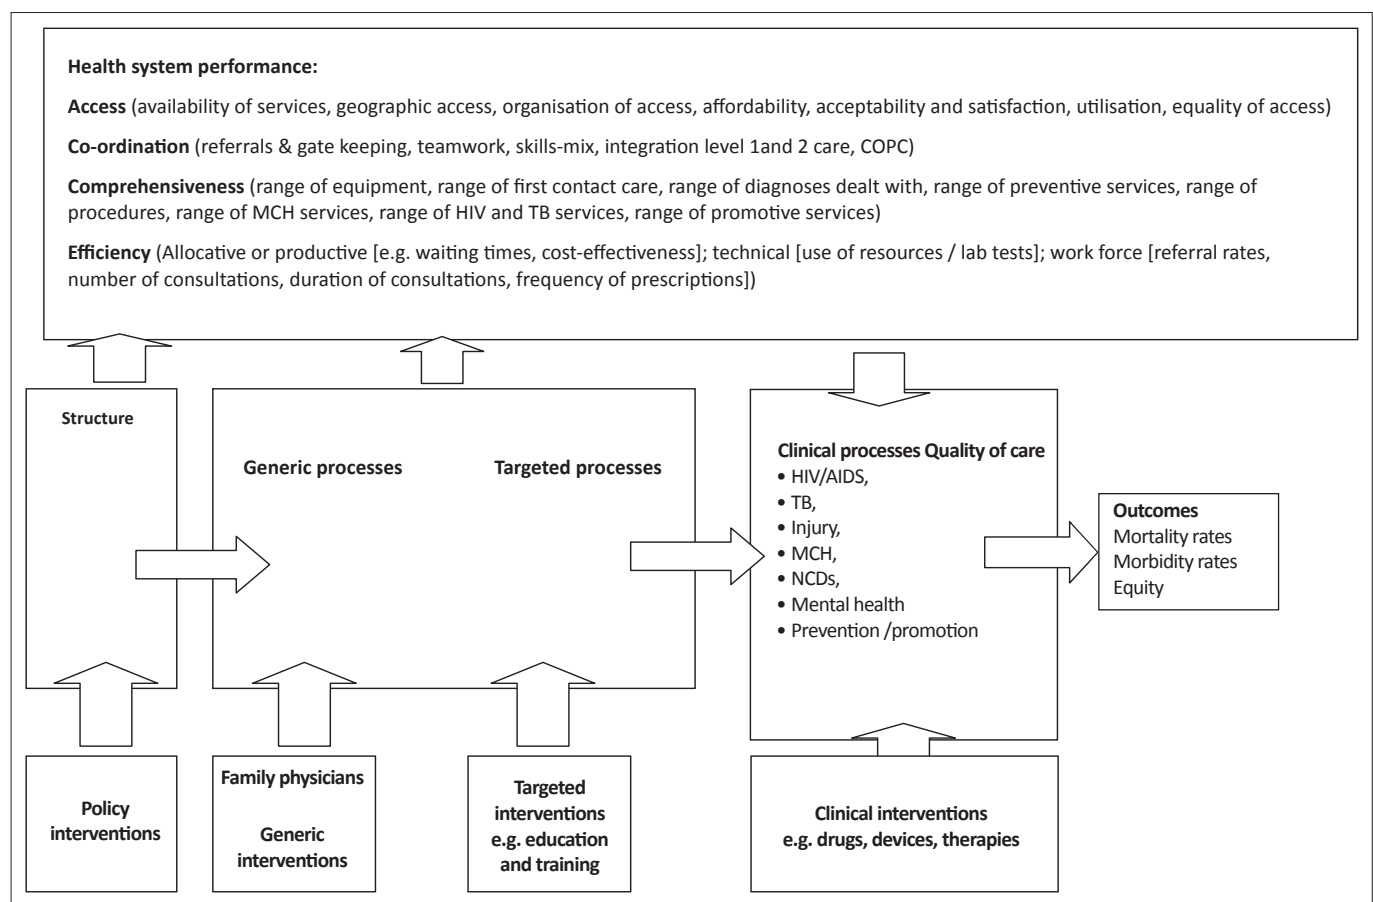 Health system performance:
Access (availability of services, geographic access, organisation of access, affordability, acceptability and satisfaction, utilisation, equality of access)
Co-ordination (referrals & gate keeping, teamwork, skills-mix, integration level 1and 2 care, COPC)
Comprehensiveness (range of equipment, range of first contact care, range of diagnoses dealt with, range of preventive services, range of
procedures, range of MCH services, range of HIV and TB services, range of promotive services)
Efficiency (Allocative or productive [e.g. waiting times, cost-effectiveness]; technical [use of resources / lab tests]; work force [referral rates,
number of consultations, duration of consultations, frequency of prescriptions])
Structure
Generic processes
Targeted processes
Clinical processes Quality of care
• HIV/AIDS,
• TB,
• Injury,
• MCH,
• NCDs,
• Mental health
• Prevention /promotion
Outcomes
Mortality rates
Morbidity rates
Equity
Policy
interventions
Family physicians
Generic
interventions
Targeted
interventions
e.g. education
and training
Clinical interventions
e.g. drugs, devices, therapies